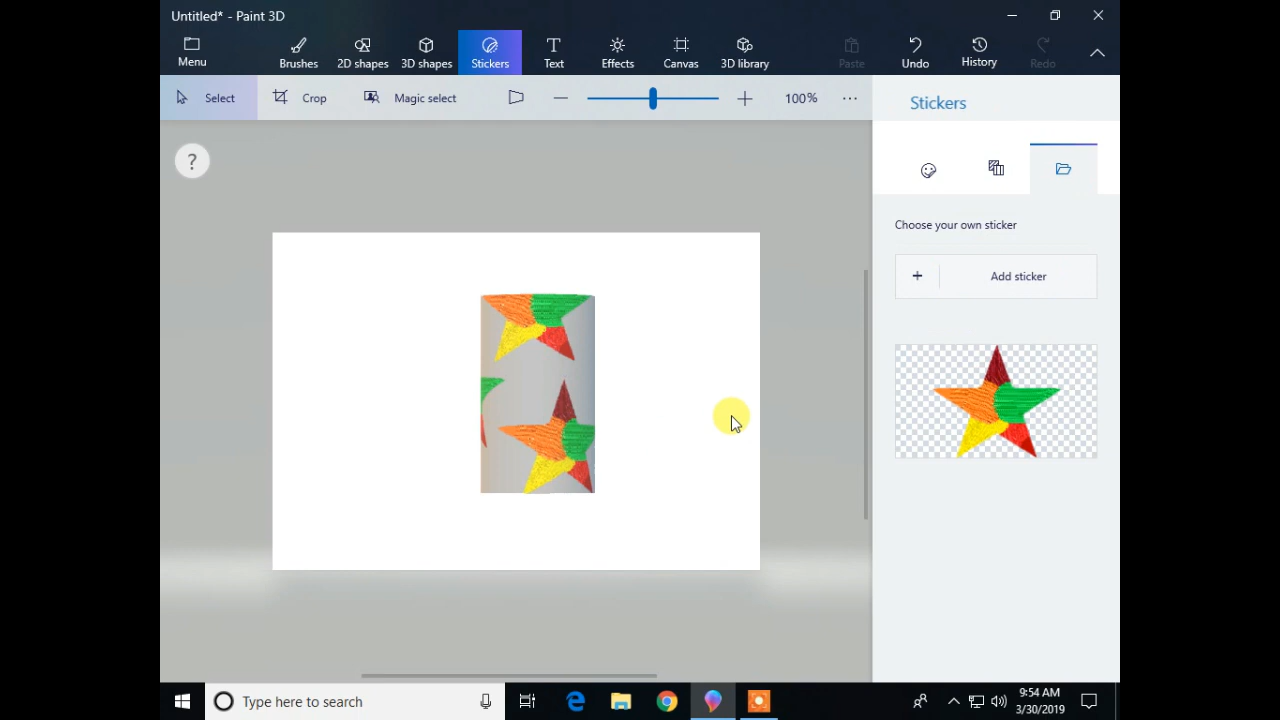 Untitled* - Paint 3D
Menu
Brushes
2D shapes
3D shapes
Stickers
Text
Effects
Canvas
3D library
Paste
Undo
History
Redo
Select
Crop
Magic select
100%
Stickers
?
Choose your own sticker
+ Add sticker
Type here to search
9:54 AM
3/30/2019